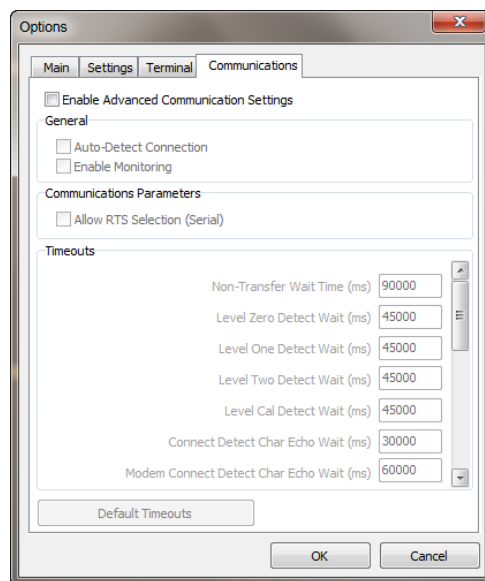 Options
Main Settings Terminal Communications
Enable Advanced Communication Settings
General
Auto-Detect Connection
Enable Monitoring
Communications Parameters
Allow RTS Selection (Serial)
Timeouts
Non-Transfer Wait Time (ms) 90000
Level Zero Detect Wait (ms) 45000
Level One Detect Wait (ms) 45000
Level Two Detect Wait (ms) 45000
Level Cal Detect Wait (ms) 45000
Connect Detect Char Echo Wait (ms) 30000
Modem Connect Detect Char Echo Wait (ms) 60000
Default Timeouts
OK Cancel